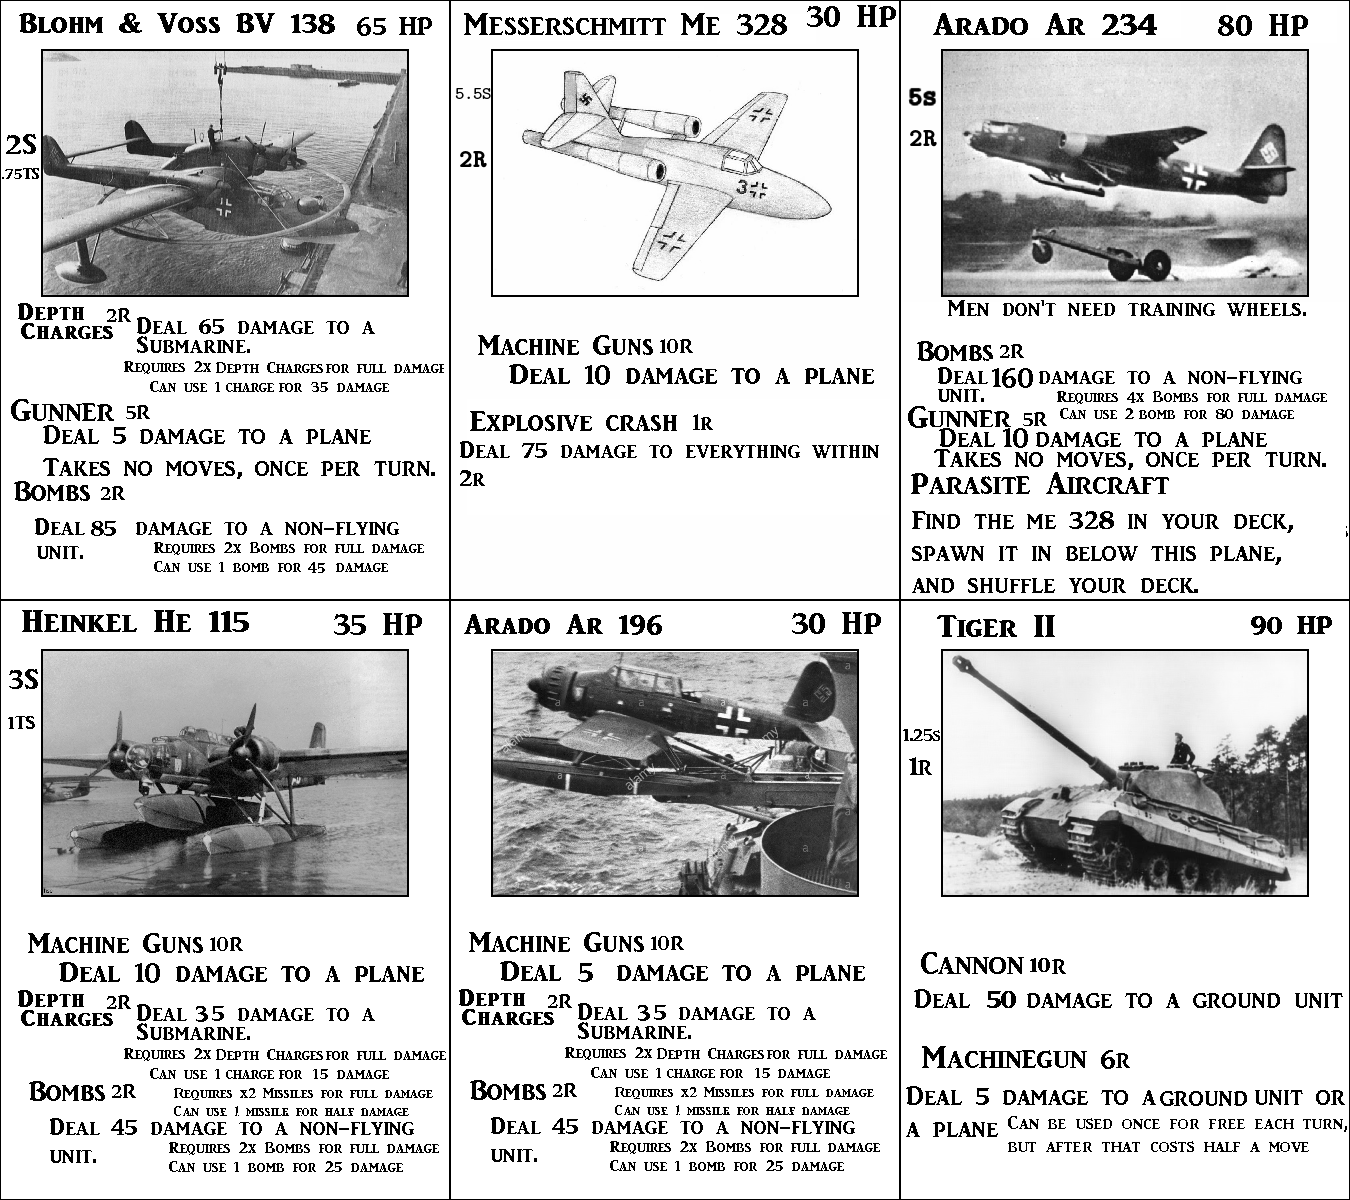 Blohm & Voss BV 138 65 HP
2S
.75TS
Depth Charges 2R Deal 65 damage to a Submarine.
Requires 2x Depth Charges for full damage
Can use 1 charge for 35 damage
Gunner 5R
Deal 5 damage to a plane
Takes no moves, once per turn.
Bombs 2R
Deal 85 damage to a non-flying unit.
Requires 2x Bombs for full damage
Can use 1 bomb for 45 damage
Messerschmitt Me 328 30 HP
5.5S
2R
3
Machine Guns 10R
Deal 10 damage to a plane
Explosive crash 1R
Deal 75 damage to everything within
2R
Arado Ar 234 80 HP
5s
2R
Men don't need training wheels.
Bombs 2R
Deal 160 damage to a non-flying unit.
Requires 4x Bombs for full damage
Can use 2 bomb for 80 damage
Gunner 5R
Deal 10 damage to a plane
Takes no moves, once per turn.
Parasite Aircraft
Find the me 328 in your deck,
spawn it in below this plane,
and shuffle your deck.
Heinkel He 115 35 HP
3S
1TS
Machine Guns 10R
Deal 10 damage to a plane
Depth Charges 2R Deal 35 damage to a Submarine.
Requires 2x Depth Charges for full damage
Can use 1 charge for 15 damage
Bombs 2R
Requires x2 Missiles for full damage
Can use 1 missile for half damage
Deal 45 damage to a non-flying unit.
Requires 2x Bombs for full damage
Can use 1 bomb for 25 damage
Arado Ar 196 30 HP
alamy
a
Machine Guns 10R
Deal 5 damage to a plane
Depth Charges 2R Deal 35 damage to a Submarine.
Requires 2x Depth Charges for full damage
Can use 1 charge for 15 damage
Bombs 2R
Requires x2 Missiles for full damage
Can use 1 missile for half damage
Deal 45 damage to a non-flying unit.
Requires 2x Bombs for full damage
Can use 1 bomb for 25 damage
Tiger II 90 HP
1.25s
1R
Cannon 10R
Deal 50 damage to a ground unit
Machinegun 6R
Deal 5 damage to a ground unit or
a plane
Can be used once for free each turn,
but after that costs half a move